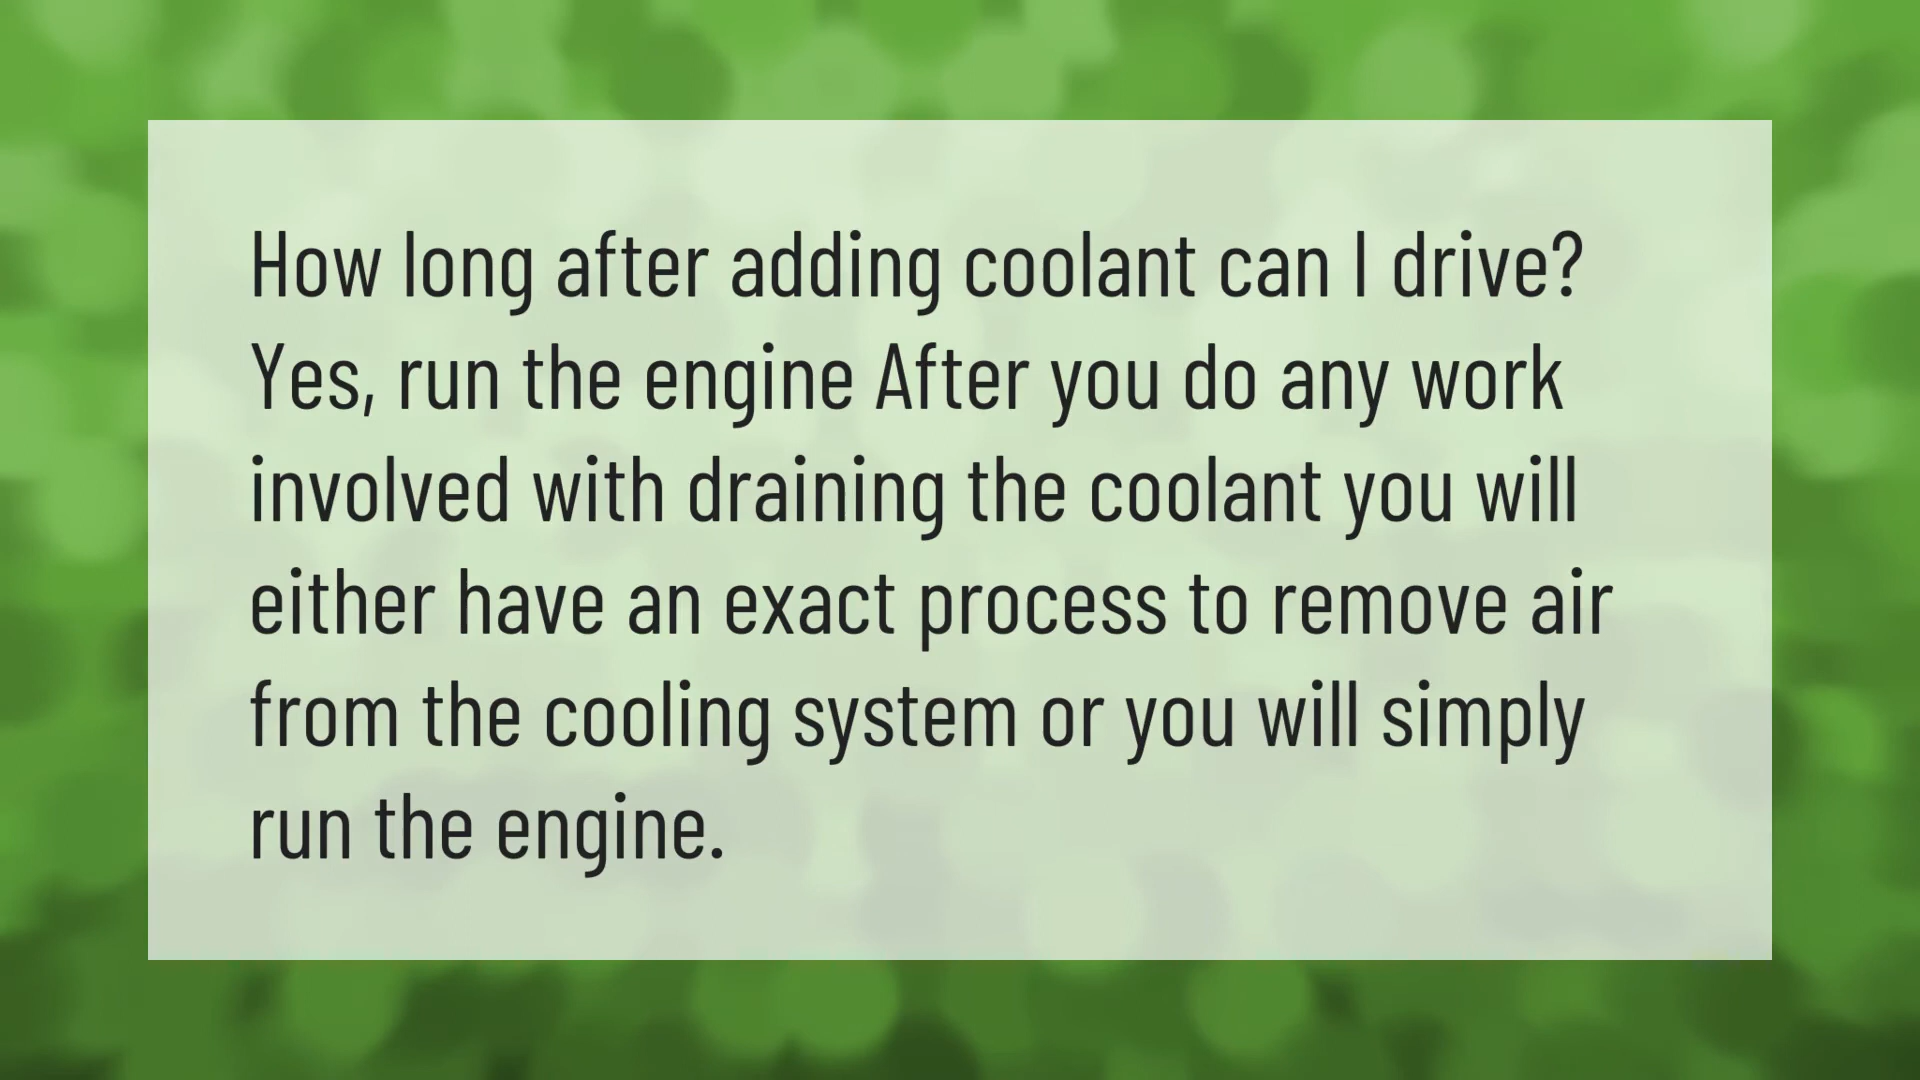 How long after adding coolant can I drive?
Yes, run the engine After you do any work
involved with draining the coolant you will
either have an exact process to remove air
from the cooling system or you will simply
run the engine.